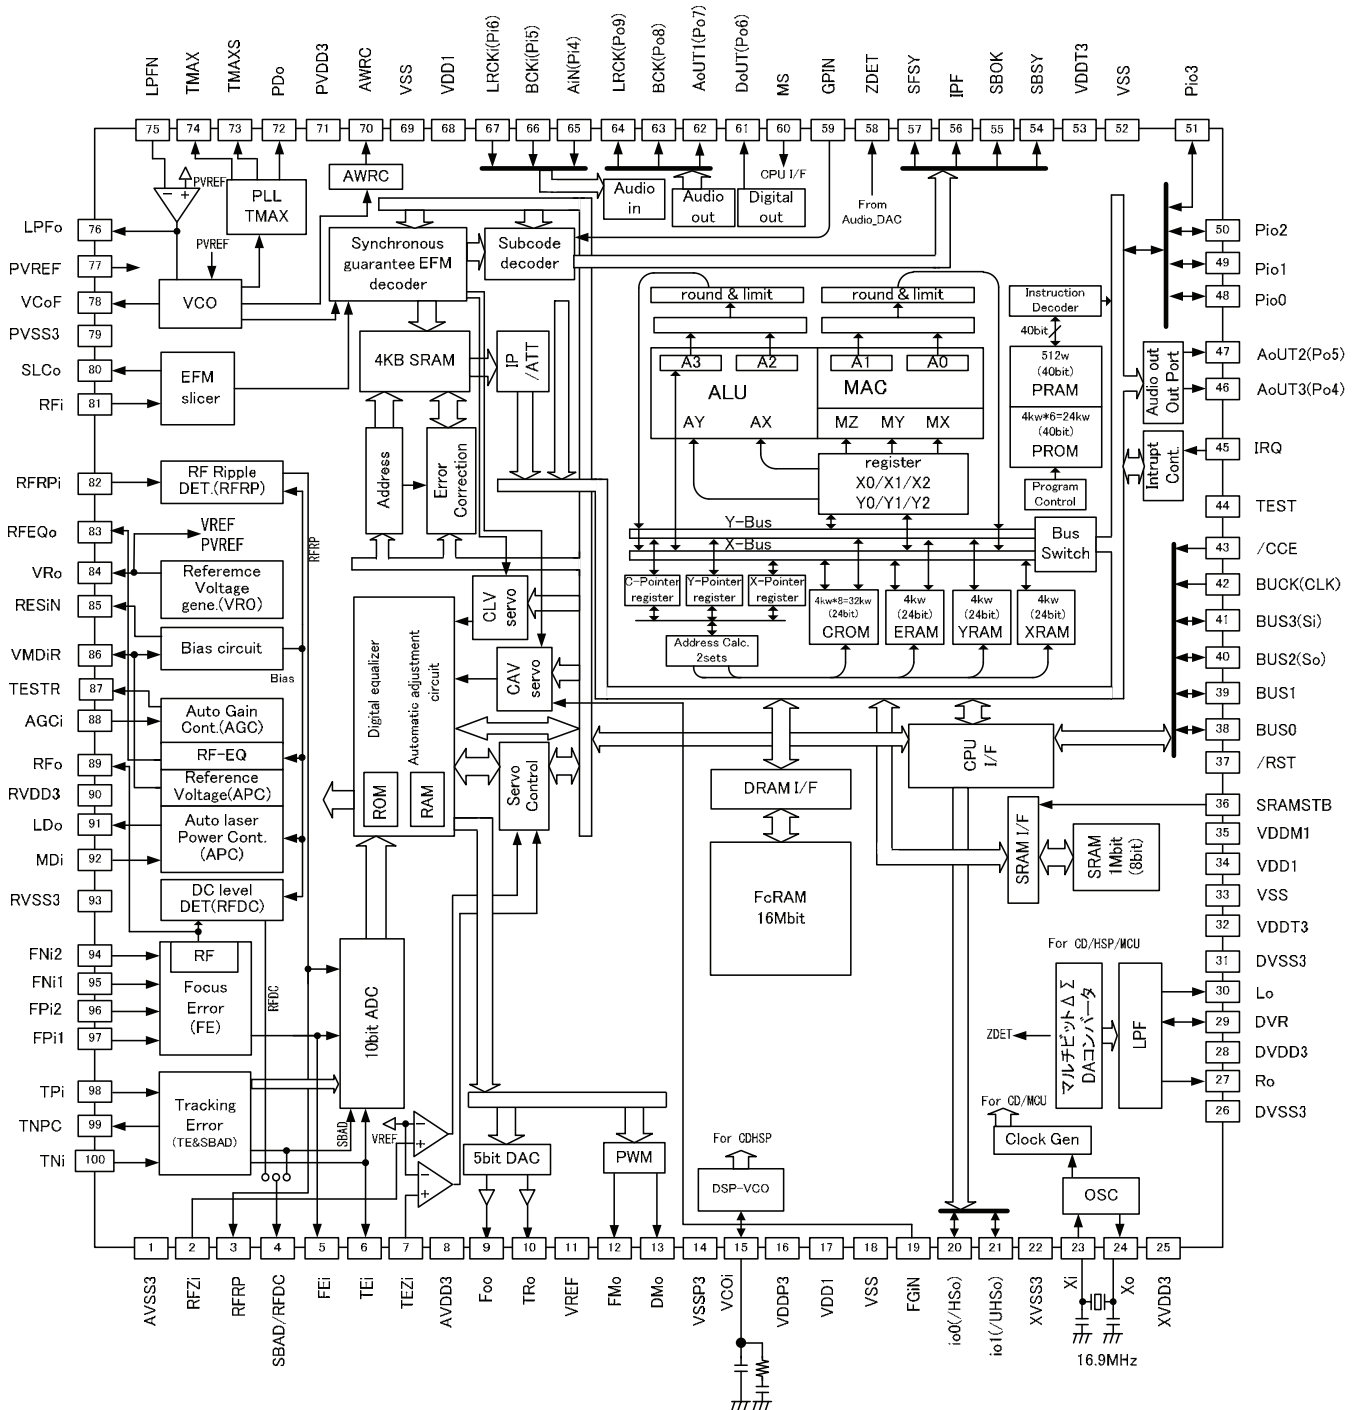 LPFN
TMAX
TMAXS
PDo
PVDD3
AWRC
VSS
VDD1
LRCKi(Pi6)
BCKi(Pi5)
AiN(Pi4)
LRCK(Po9)
BCK(Po8)
AoUT1(Po7)
DoUT(Po6)
MS
GPIN
ZDET
SFSY
IPF
SBOK
SBSY
VDDT3
VSS
Pio3
75
74
73
72
71
70
69
68
67
66
65
64
63
62
61
60
59
58
57
56
55
54
53
52
51
PVREF
PLL
TMAX
AWRC
Audio
in
Audio
out
Digital
out
CPU I/F
From
Audio_DAC
LPFo
76
PVREF
77
VCoF
78
PVSS3
79
SLCo
80
RFi
81
RFRPi
82
RFEQo
83
VRo
84
RESiN
85
VMDiR
86
TESTR
87
AGCi
88
RFo
89
RVDD3
90
LDo
91
MDi
92
RVSS3
93
FNi2
94
FNi1
95
FPi2
96
FPi1
97
TPi
98
TNPC
99
TNi
100
PVREF
VCO
EFM
slicer
RF Ripple
DET.(RFRP)
VREF
PVREF
Referemce
Voltage
gene.(VRO)
Bias circuit
Bias
Auto Gain
Cont.(AGC)
RF-EQ
Reference
Voltage(APC)
Auto laser
Power Cont.
(APC)
DC level
DET(RFDC)
RF
Focus
Error
(FE)
Tracking
Error
(TE&SBAD)
RFRP
RFDC
SBAD
VREF
Synchronous
guarantee EFM
decoder
Subcode
decoder
4KB SRAM
IP
/ATT
Address
Error
Correction
CLV
servo
CAV
servo
Digital equalizer
Automatic adjustment
circuit
ROM
RAM
Servo
Control
10bit ADC
5bit DAC
PWM
round & limit
round & limit
A3
A2
A1
A0
ALU
MAC
AY
AX
MZ
MY
MX
register
X0/X1/X2
Y0/Y1/Y2
Y-Bus
X-Bus
Bus
Switch
C-Pointer
register
Y-Pointer
register
X-Pointer
register
Address Calc.
2sets
4kw*8=32kw
(24bit)
CROM
4kw
(24bit)
ERAM
4kw
(24bit)
YRAM
4kw
(24bit)
XRAM
Instruction
Decoder
40bit
512w
(40bit)
PRAM
4kw*6=24kw
(40bit)
PROM
Program
Control
Audio out
Out Port
Intrupt
Cont.
DRAM I/F
FcRAM
16Mbit
CPU
I/F
SRAM I/F
SRAM
1Mbit
(8bit)
For CD/HSP/MCU
ZDET
マルチビットΔΣ
DAコンバータ
LPF
For CD/MCU
Clock Gen
OSC
For CDHSP
DSP-VCO
50
Pio2
49
Pio1
48
Pio0
47
AoUT2(Po5)
46
AoUT3(Po4)
45
IRQ
44
TEST
43
/CCE
42
BUCK(CLK)
41
BUS3(Si)
40
BUS2(So)
39
BUS1
38
BUS0
37
/RST
36
SRAMSTB
35
VDDM1
34
VDD1
33
VSS
32
VDDT3
31
DVSS3
30
Lo
29
DVR
28
DVDD3
27
Ro
26
DVSS3
1
2
3
4
5
6
7
8
9
10
11
12
13
14
15
16
17
18
19
20
21
22
23
24
25
AVSS3
RFZi
RFRP
SBAD/RFDC
FEi
TEi
TEZi
AVDD3
Foo
TRo
VREF
FMo
DMo
VSSP3
VCOi
VDDP3
VDD1
VSS
FGiN
io0(/HSo)
io1(/UHSo)
XVSS3
Xi
Xo
XVDD3
16.9MHz